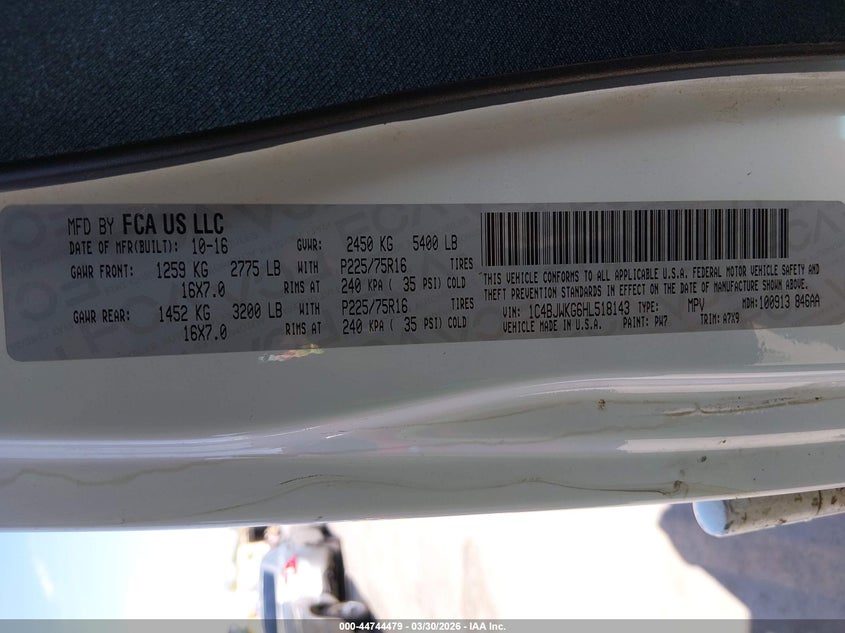 MFD BY FCA US LLC
DATE OF MFR(BUILT): 10-16 GVWR: 2450 KG 5400 LB
GAWR FRONT: 1259 KG 2775 LB WITH P225/75R16 TIRES
16X7.0 RIMS AT 240 KPA ( 35 PSI) COLD
GAWR REAR: 1452 KG 3200 LB WITH P225/75R16 TIRES
16X7.0 RIMS AT 240 KPA ( 35 PSI) COLD
THIS VEHICLE CONFORMS TO ALL APPLICABLE U.S.A. FEDERAL MOTOR VEHICLE SAFETY AND
THEFT PREVENTION STANDARDS IN EFFECT ON THE DATE OF MANUFACTURE SHOWN ABOVE.
VIN: 1C4BJWKG6HL518143 TYPE: MPV MDH: 100913 846AA
VEHICLE MADE IN U.S.A. PAINT: PW7 TRIM: A7X9
000-44744479 - 03/30/2026 - IAA Inc.